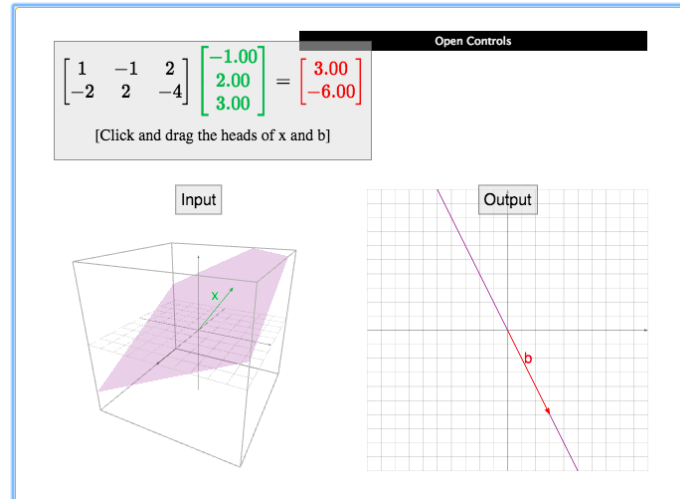 Open Controls
1 −1 2 −1.00 3.00
−2 2 −4 2.00 = −6.00
3.00
[Click and drag the heads of x and b]
Input
Output
x
b